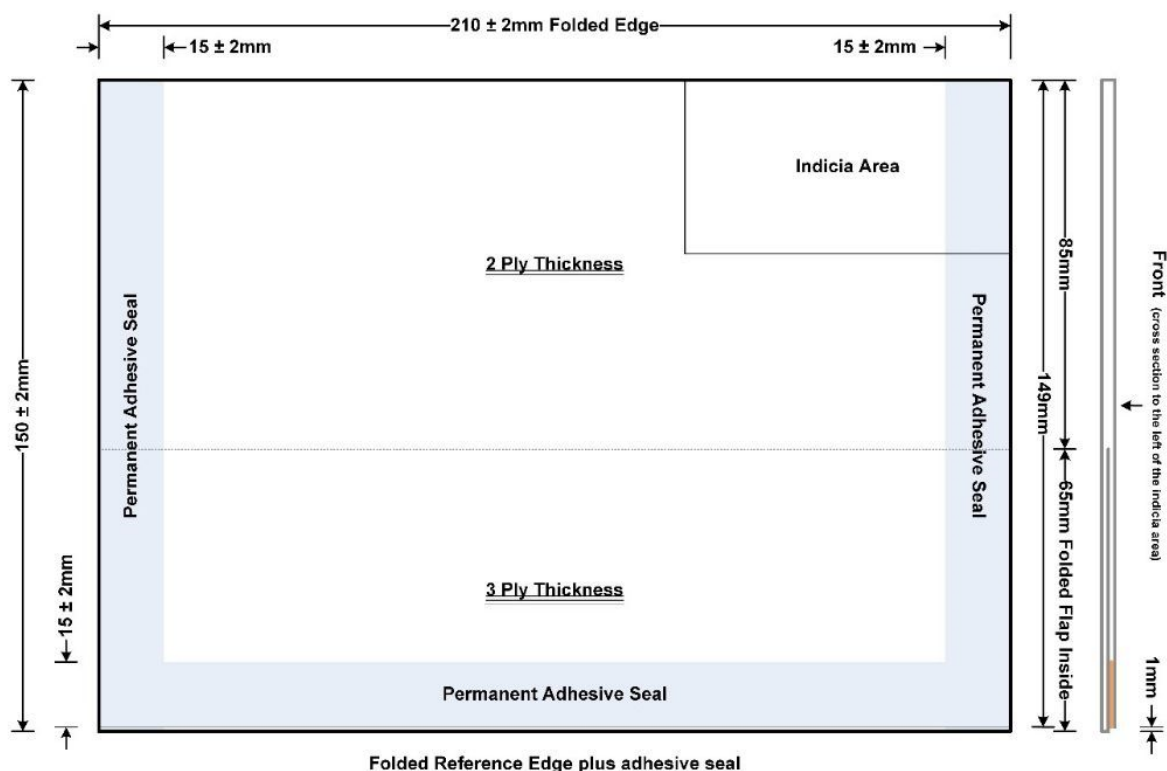 210 ± 2mm Folded Edge
15 ± 2mm
15 ± 2mm
Indicia Area
2 Ply Thickness
Permanent Adhesive Seal
Permanent Adhesive Seal
150 ± 2mm
149mm
85mm
Front (cross section to the left of the indicia area)
65mm Folded Flap Inside
3 Ply Thickness
15 ± 2mm
1mm
Permanent Adhesive Seal
Folded Reference Edge plus adhesive seal